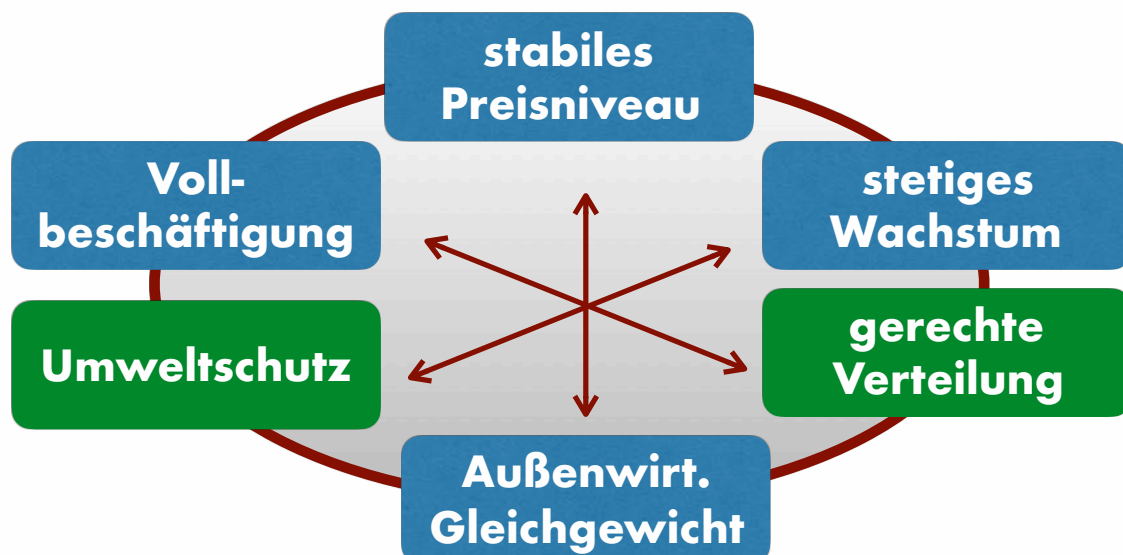 stabiles
Preisniveau
Voll-
beschäftigung
stetiges
Wachstum
Umweltschutz
gerechte
Verteilung
Außenwirt.
Gleichgewicht